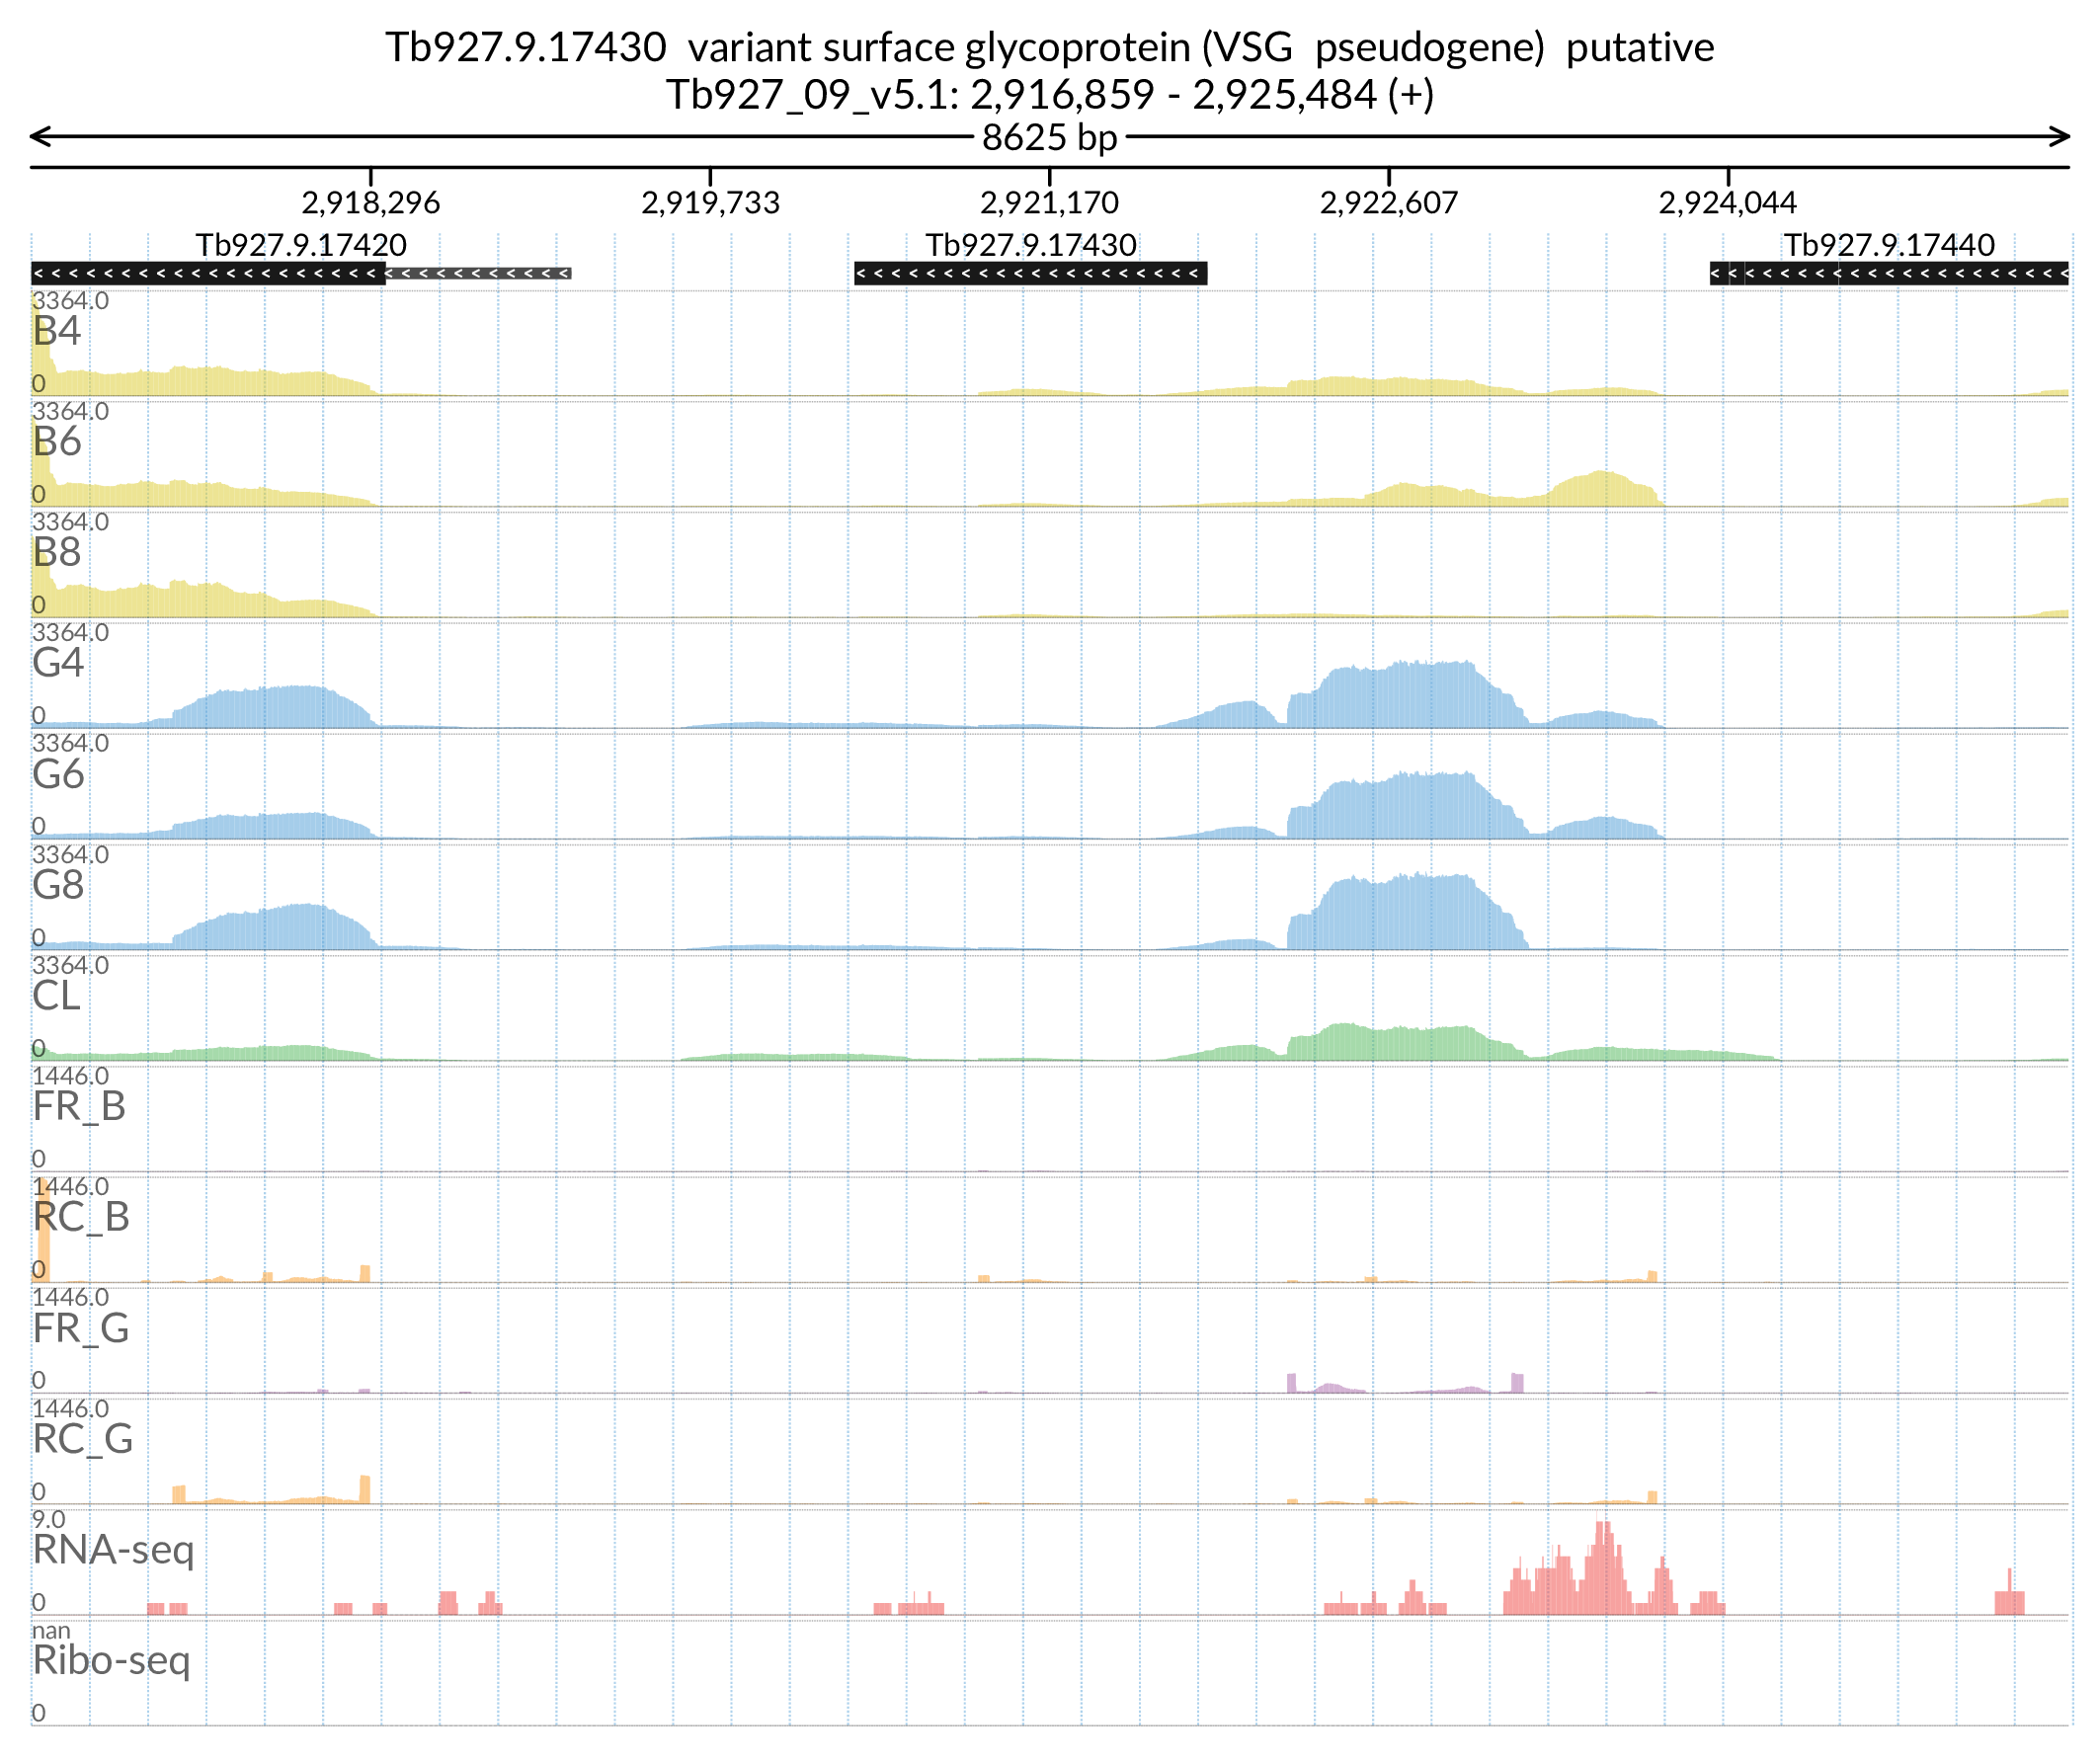 Tb927.9.17430 variant surface glycoprotein (VSG pseudogene) putative
Tb927_09_v5.1: 2,916,859 - 2,925,484 (+)
8625 bp
2,918,296 2,919,733 2,921,170 2,922,607 2,924,044
Tb927.9.17420 Tb927.9.17430 Tb927.9.17440
3364.0
B4
0
3364.0
B6
0
3364.0
B8
0
3364.0
G4
0
3364.0
G6
0
3364.0
G8
0
3364.0
CL
0
1446.0
FR_B
0
1446.0
RC_B
0
1446.0
FR_G
0
1446.0
RC_G
0
9.0
RNA-seq
0
nan
Ribo-seq
0